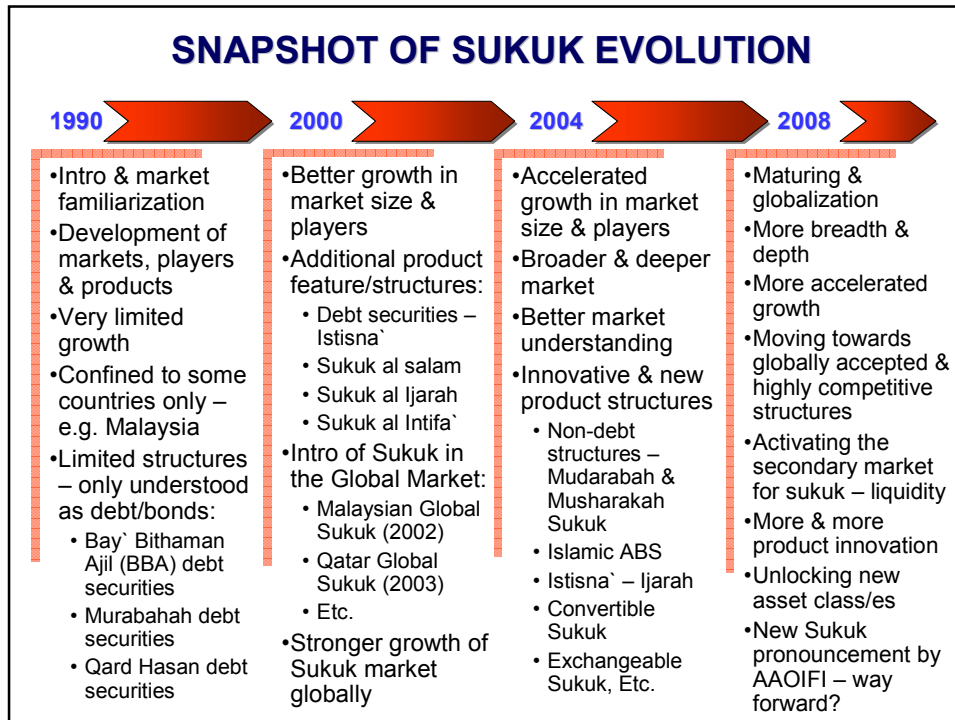 SNAPSHOT OF SUKUK EVOLUTION
1990
2000
2004
2008
•Intro & market
familiarization
•Development of
markets, players
& products
•Very limited
growth
•Confined to some
countries only –
e.g. Malaysia
•Limited structures
– only understood
as debt/bonds:
• Bay` Bithaman
Ajil (BBA) debt
securities
• Murabahah debt
securities
• Qard Hasan debt
securities
•Better growth in
market size &
players
•Additional product
feature/structures:
• Debt securities –
Istisna`
• Sukuk al salam
• Sukuk al Ijarah
• Sukuk al Intifa`
•Intro of Sukuk in
the Global Market:
• Malaysian Global
Sukuk (2002)
• Qatar Global
Sukuk (2003)
• Etc.
•Stronger growth of
Sukuk market
globally
•Accelerated
growth in market
size & players
•Broader & deeper
market
•Better market
understanding
•Innovative & new
product structures
• Non-debt
structures –
Mudarabah &
Musharakah
Sukuk
• Islamic ABS
• Istisna` – Ijarah
• Convertible
Sukuk
• Exchangeable
Sukuk, Etc.
•Maturing &
globalization
•More breadth &
depth
•More accelerated
growth
•Moving towards
globally accepted &
highly competitive
structures
•Activating the
secondary market
for sukuk – liquidity
•More & more
product innovation
•Unlocking new
asset class/es
•New Sukuk
pronouncement by
AAOIFI – way
forward?